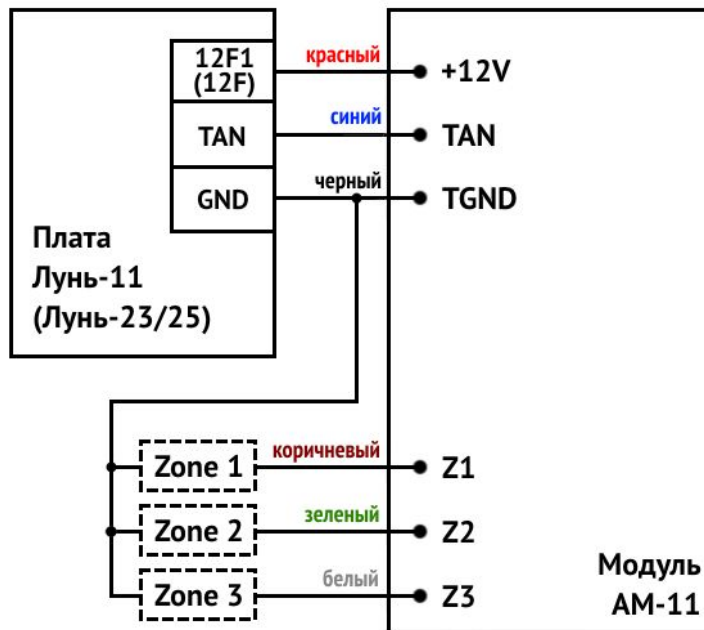 12F1
(12F)
красный
+12V
TAN
синий
TAN
GND
черный
TGND
Плата
Лунь-11
(Лунь-23/25)
Zone 1
коричневый
Z1
Zone 2
зеленый
Z2
Zone 3
белый
Z3
Модуль
АМ-11